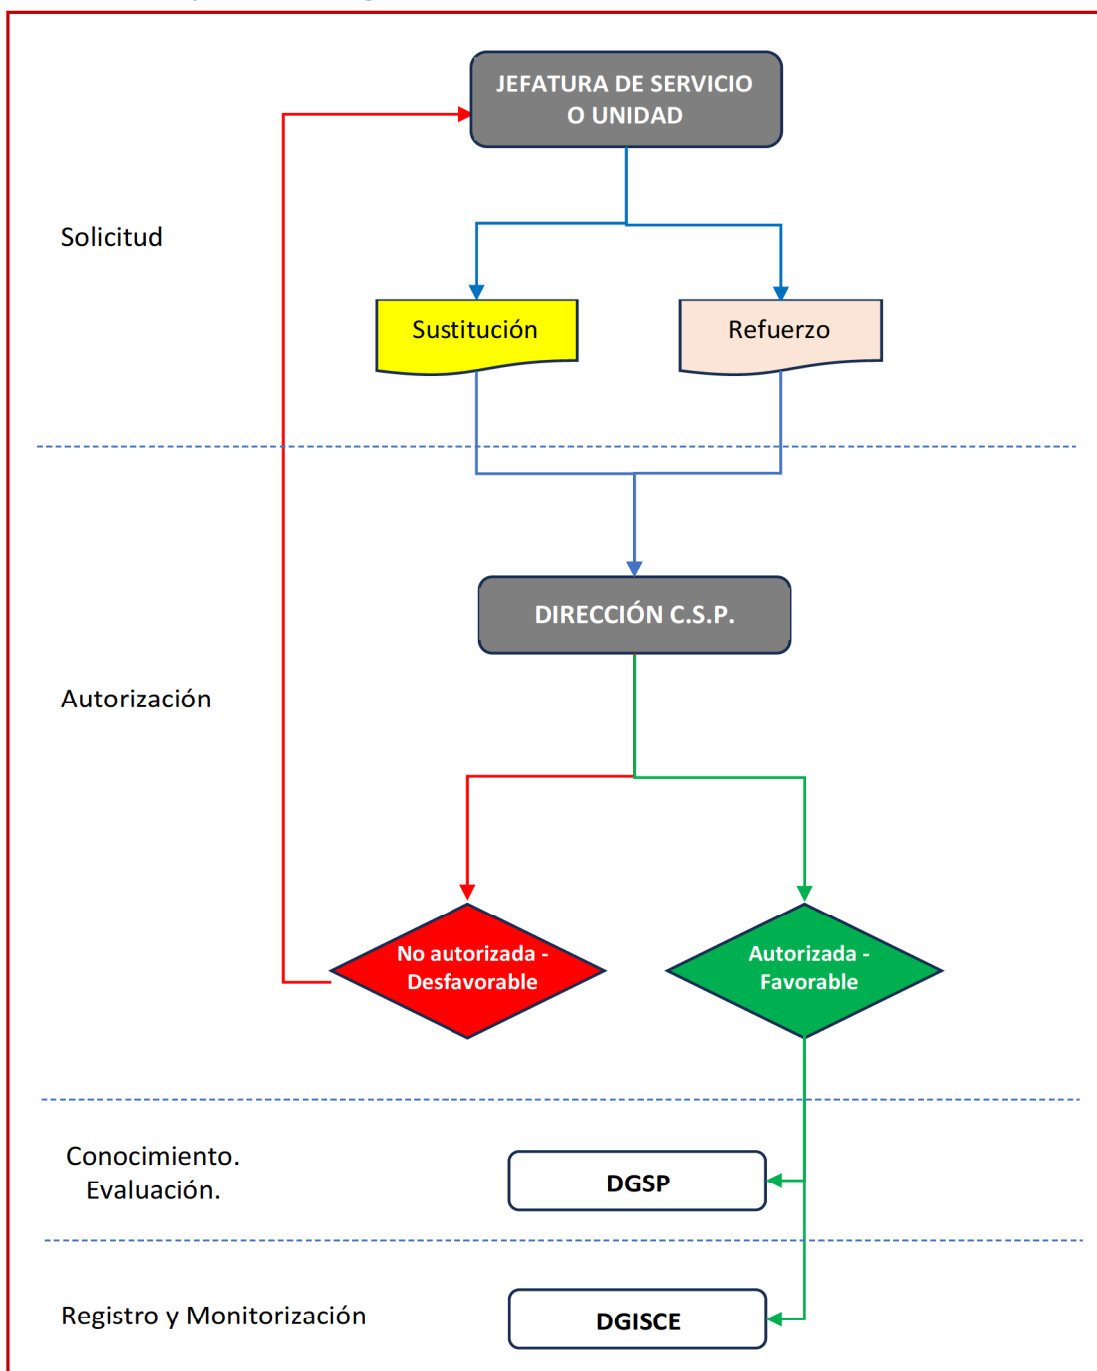 JEFATURA DE SERVICIO
O UNIDAD
Solicitud
Sustitución
Refuerzo
DIRECCIÓN C.S.P.
Autorización
No autorizada -
Desfavorable
Autorizada -
Favorable
Conocimiento.
Evaluación.
DGSP
Registro y Monitorización
DGISCE